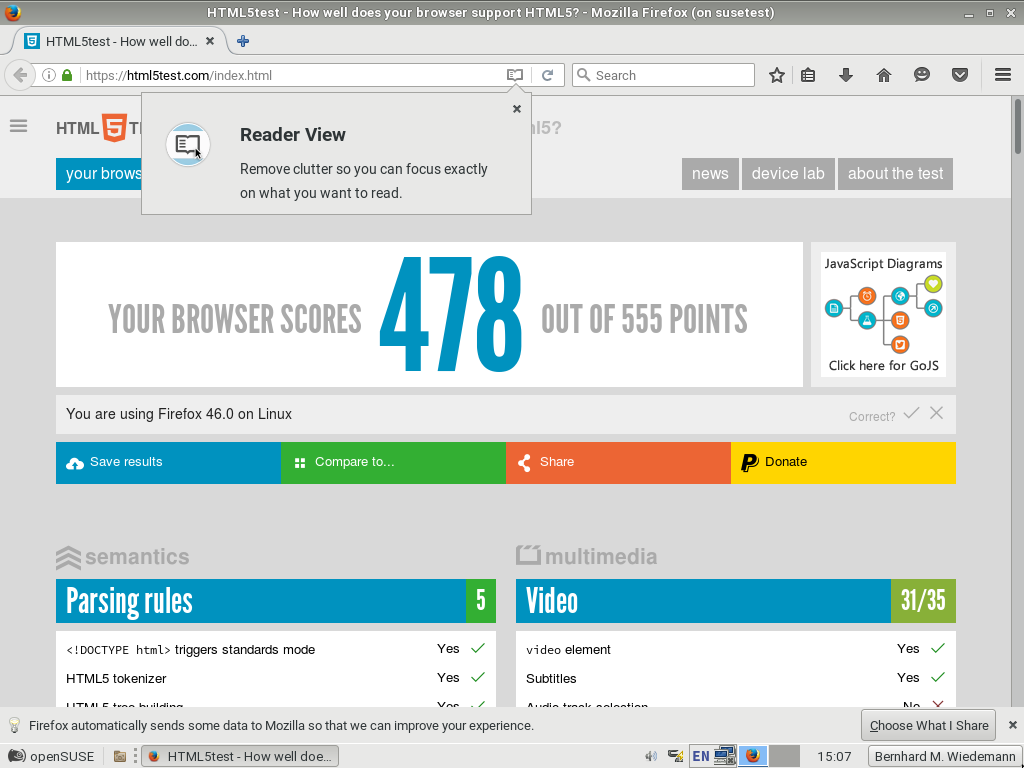 HTML5test - How well does your browser support HTML5? - Mozilla Firefox (on susetest)
HTML5test - How well do...
https://html5test.com/index.html
Search
HTML 5 T
ml5?
Reader View
Remove clutter so you can focus exactly
on what you want to read.
your brows
news
device lab
about the test
YOUR BROWSER SCORES 478 OUT OF 555 POINTS
JavaScript Diagrams
Click here for GoJS
You are using Firefox 46.0 on Linux
Correct?
Save results
Compare to...
Share
Donate
semantics
Parsing rules 5
<!DOCTYPE html> triggers standards mode Yes
HTML5 tokenizer Yes
HTML5 tree building Yes
multimedia
Video 31/35
video element Yes
Subtitles Yes
Audio track selection No
Firefox automatically sends some data to Mozilla so that we can improve your experience.
Choose What I Share
openSUSE
HTML5test - How well doe...
EN
15:07
Bernhard M. Wiedemann